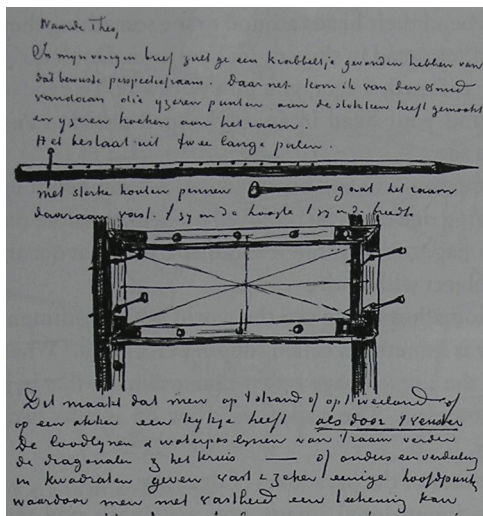 Waarde Theo,
In mijn vorigen brief zult ge een krabbeltje gevonden hebben van
dat bewuste perspectiefraam. Daar net kom ik van den smid
vandaan die ijzeren punten aan de stokken heeft gemaakt
en ijzeren hoeken aan het raam.
Het bestaat uit twee lange palen.
met sterke houten pennen gaat het raam
daaraan vast. 't zij in de hoogte 't zij in de breedte.
Dit maakt dat men op 't strand of op 't weiland of
op een akker een kijkje heeft als door 't venster
De loodlijnen & waterpaslijnen van 't raam verder
de diagonalen & het kruis — of anders en verdeeling
in kwadraten geven vast & zeker eenige hoofdpunten
waardoor men met vastheid een teekening kan